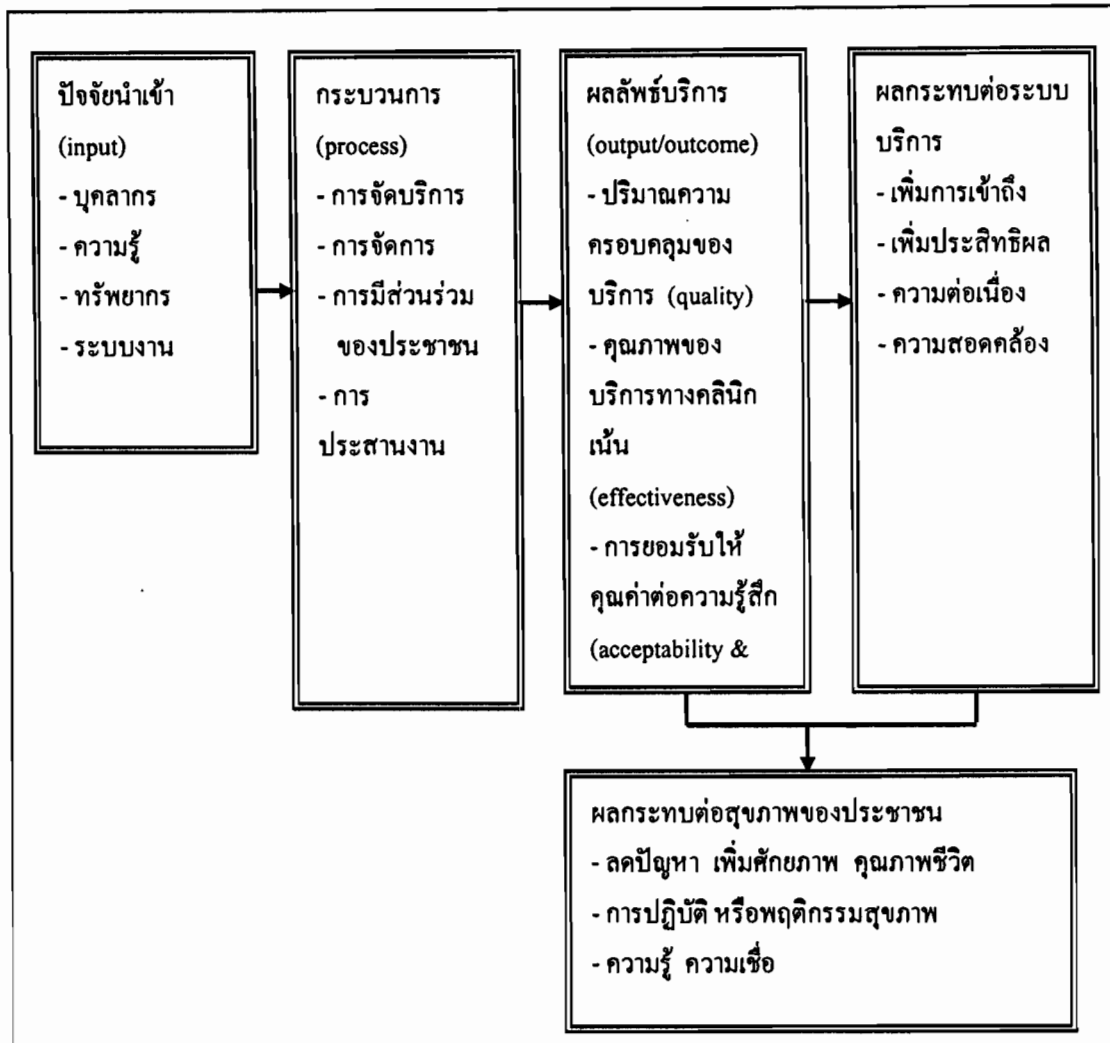 ปัจจัยนำเข้า
(input)
- บุคลากร
- ความรู้
- ทรัพยากร
- ระบบงาน
กระบวนการ
(process)
- การจัดบริการ
- การจัดการ
- การมีส่วนร่วม
ของประชาชน
- การ
ประสานงาน
ผลลัพธ์บริการ
(output/outcome)
- ปริมาณความ
ครอบคลุมของ
บริการ (quality)
- คุณภาพของ
บริการทางคลินิก
เน้น
(effectiveness)
- การยอมรับให้
คุณค่าต่อความรู้สึก
(acceptability &
ผลกระทบต่อระบบ
บริการ
- เพิ่มการเข้าถึง
- เพิ่มประสิทธิผล
- ความต่อเนื่อง
- ความสอดคล้อง
ผลกระทบต่อสุขภาพของประชาชน
- ลดปัญหา เพิ่มศักยภาพ คุณภาพชีวิต
- การปฏิบัติ หรือพฤติกรรมสุขภาพ
- ความรู้ ความเชื่อ